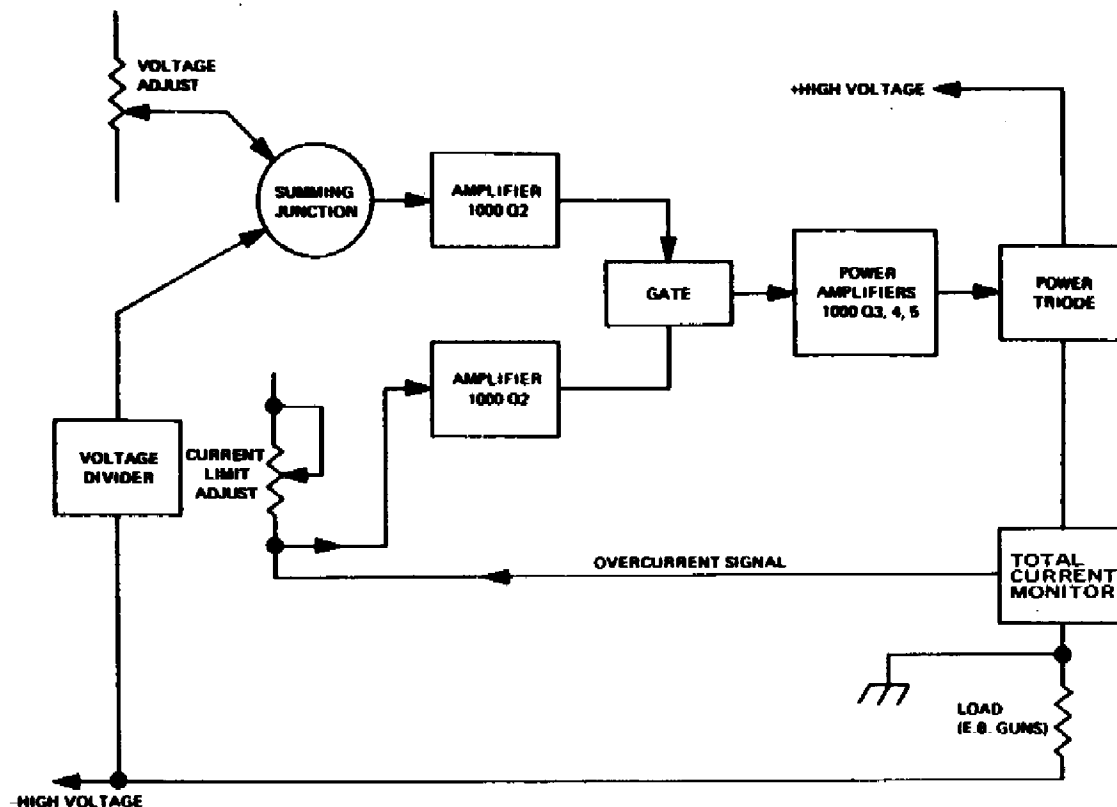 VOLTAGE
ADJUST
+HIGH VOLTAGE
SUMMING
JUNCTION
AMPLIFIER
1000 Q2
GATE
POWER
AMPLIFIERS
1000 Q3, 4, 5
POWER
TRIODE
AMPLIFIER
1000 Q2
VOLTAGE
DIVIDER
CURRENT
LIMIT
ADJUST
OVERCURRENT SIGNAL
TOTAL
CURRENT
MONITOR
LOAD
(E.B. GUNS)
-HIGH VOLTAGE